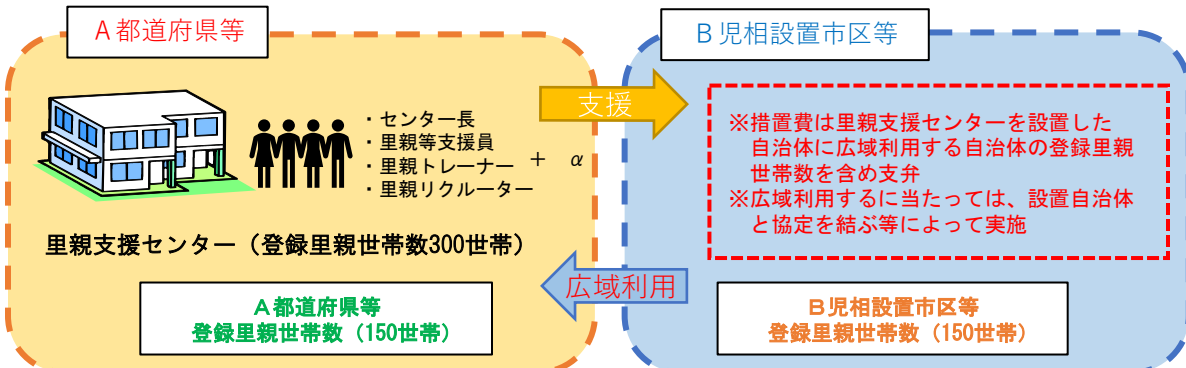 A都道府県等
・センター長
・里親等支援員
・里親トレーナー
・里親リクルーター
+ α
里親支援センター（登録里親世帯数300世帯）
A都道府県等
登録里親世帯数（150世帯）
支援
広域利用
B児相設置市区等
※措置費は里親支援センターを設置した
自治体に広域利用する自治体の登録里親
世帯数を含め支弁
※広域利用するに当たっては、設置自治体
と協定を結ぶ等によって実施
B児相設置市区等
登録里親世帯数（150世帯）